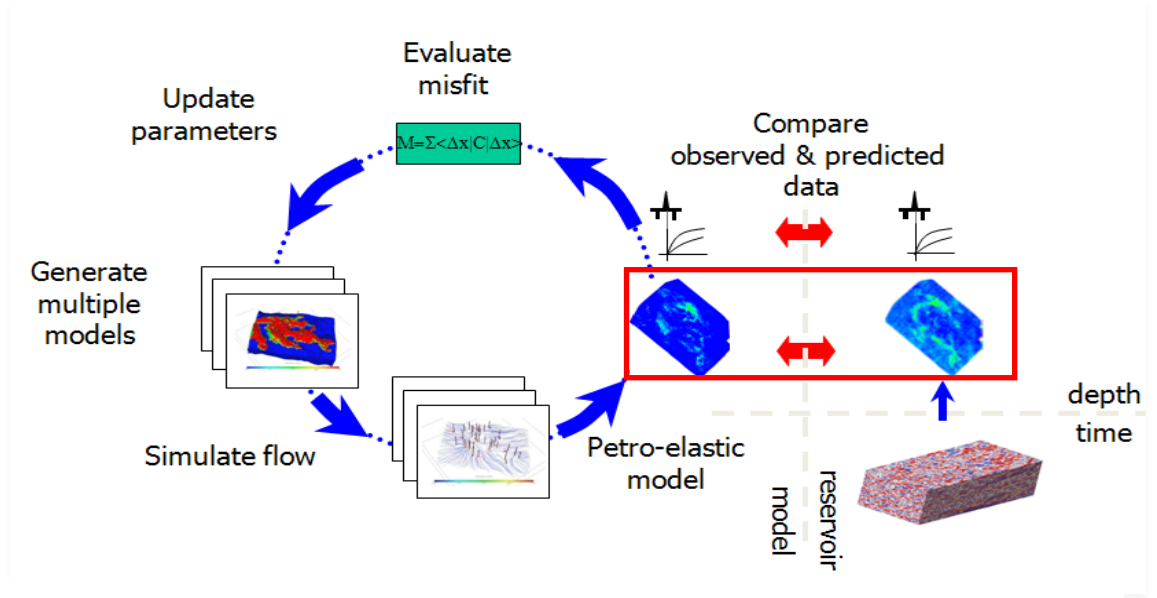 Evaluate
misfit
Update
parameters
M=Σ<Δx|C|Δx>
Compare
observed & predicted
data
Generate
multiple
models
Simulate flow
Petro-elastic
model
depth
time
model
reservoir